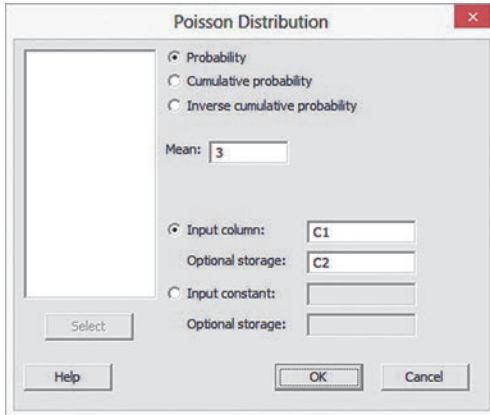 Poisson Distribution
Probability
Cumulative probability
Inverse cumulative probability
Mean: 3
Input column: C1
Optional storage: C2
Input constant:
Optional storage:
Select
Help OK Cancel